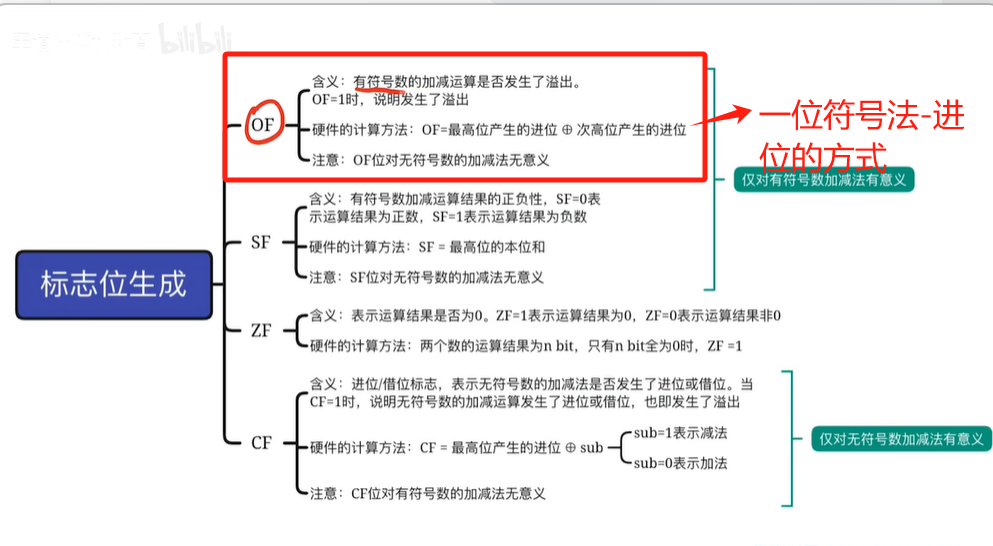 bilibili
含义：有符号数的加减运算是否发生了溢出。
OF=1时，说明发生了溢出
OF
硬件的计算方法：OF=最高位产生的进位 ⊕ 次高位产生的进位
注意：OF位对无符号数的加减法无意义
一位符号法-进
位的方式
仅对有符号数加减法有意义
含义：有符号数加减运算结果的正负性，SF=0表
示运算结果为正数，SF=1表示运算结果为负数
SF
硬件的计算方法：SF = 最高位的本位和
注意：SF位对无符号数的加减法无意义
标志位生成
含义：表示运算结果是否为0。ZF=1表示运算结果为0，ZF=0表示运算结果非0
ZF
硬件的计算方法：两个数的运算结果为n bit，只有n bit全为0时，ZF =1
含义：进位/借位标志，表示无符号数的加减法是否发生了进位或借位。当
CF=1时，说明无符号数的加减运算发生了进位或借位，也即发生了溢出
CF
硬件的计算方法：CF = 最高位产生的进位 ⊕ sub
sub=1表示减法
sub=0表示加法
仅对无符号数加减法有意义
注意：CF位对有符号数的加减法无意义